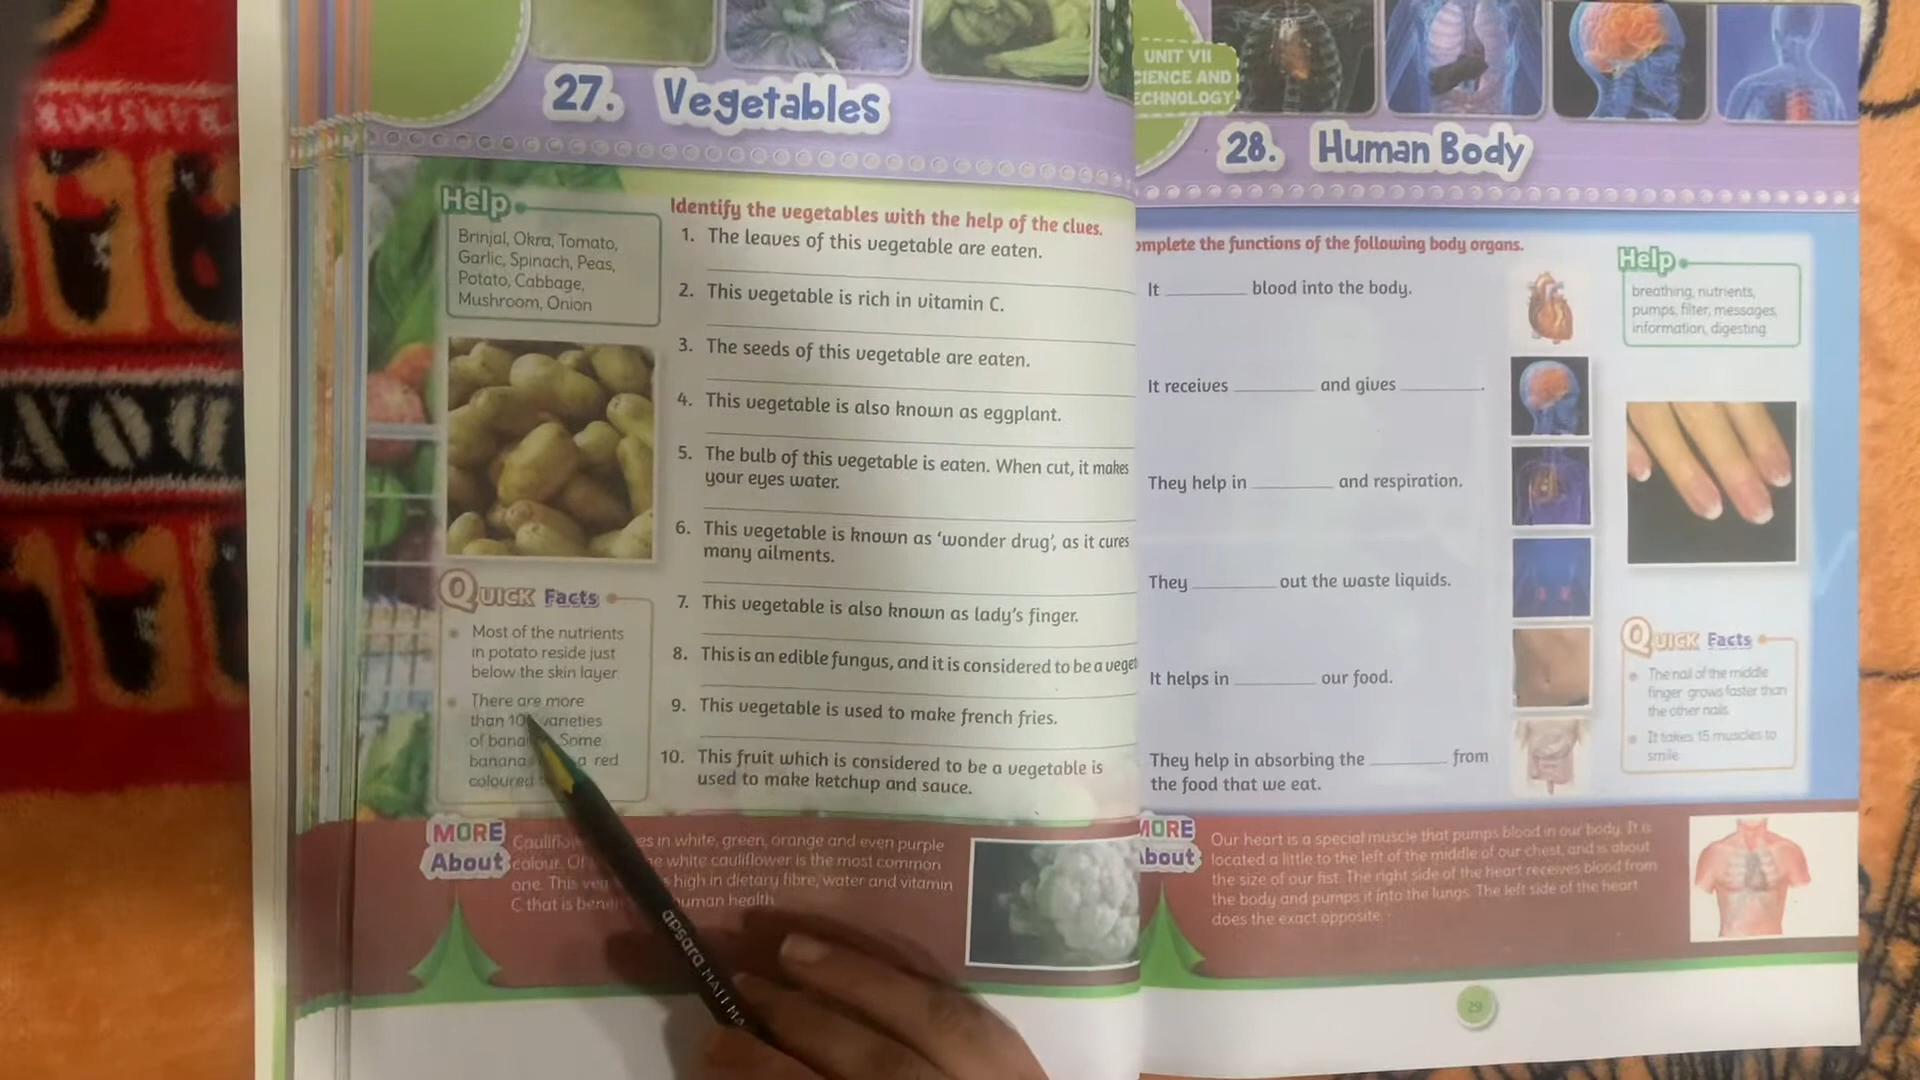 27. Vegetables
Help
Brinjal, Okra, Tomato,
Garlic, Spinach, Peas,
Potato, Cabbage,
Mushroom, Onion
Identify the vegetables with the help of the clues.
1. The leaves of this vegetable are eaten.
2. This vegetable is rich in vitamin C.
3. The seeds of this vegetable are eaten.
4. This vegetable is also known as eggplant.
5. The bulb of this vegetable is eaten. When cut, it makes
your eyes water.
6. This vegetable is known as ‘wonder drug’, as it cures
many ailments.
7. This vegetable is also known as lady’s finger.
8. This is an edible fungus, and it is considered to be a veget
9. This vegetable is used to make french fries.
10. This fruit which is considered to be a vegetable is
used to make ketchup and sauce.
QUICK Facts
Most of the nutrients
in potato reside just
below the skin layer.
There are more
than varieties
of Some
a red
coloured
MORE
About
in white, green, orange and even purple
colour. white cauliflower is the most common
one. This high in dietary fibre, water and vitamin
C that is human health.
apsara
UNIT VII
CIENCE AND
ECHNOLOGY
28. Human Body
omplete the functions of the following body organs.
It ________ blood into the body.
It receives ________ and gives ________.
They help in ________ and respiration.
They ________ out the waste liquids.
It helps in ________ our food.
They help in absorbing the ________ from
the food that we eat.
Help
breathing, nutrients,
pumps, filter, messages,
information, digesting
QUICK Facts
The nail of the middle
finger grows faster than
the other nails.
It takes 15 muscles to
smile.
MORE
About
Our heart is a special muscle that pumps blood in our body. It is
located a little to the left of the middle of our chest, and is about
the size of our fist. The right side of the heart receives blood from
the body and pumps it into the lungs. The left side of the heart
does the exact opposite.
29